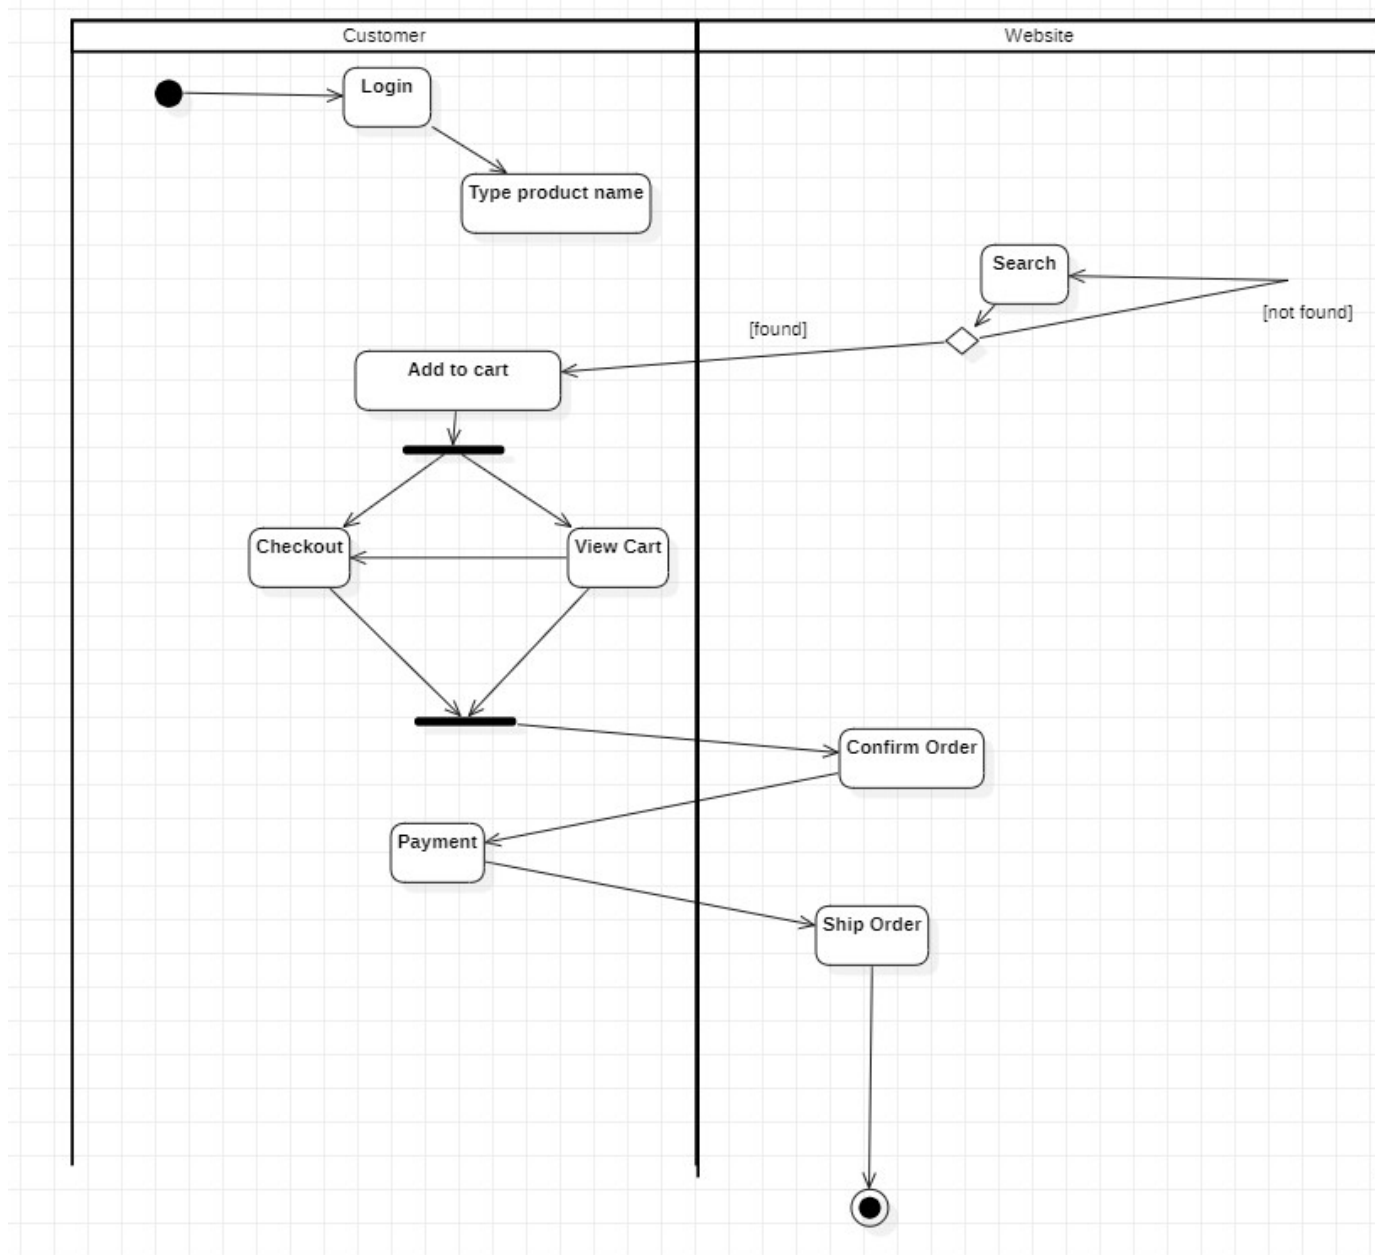 Customer
Website
Login
Type product name
Search
[not found]
[found]
Add to cart
Checkout
View Cart
Confirm Order
Payment
Ship Order